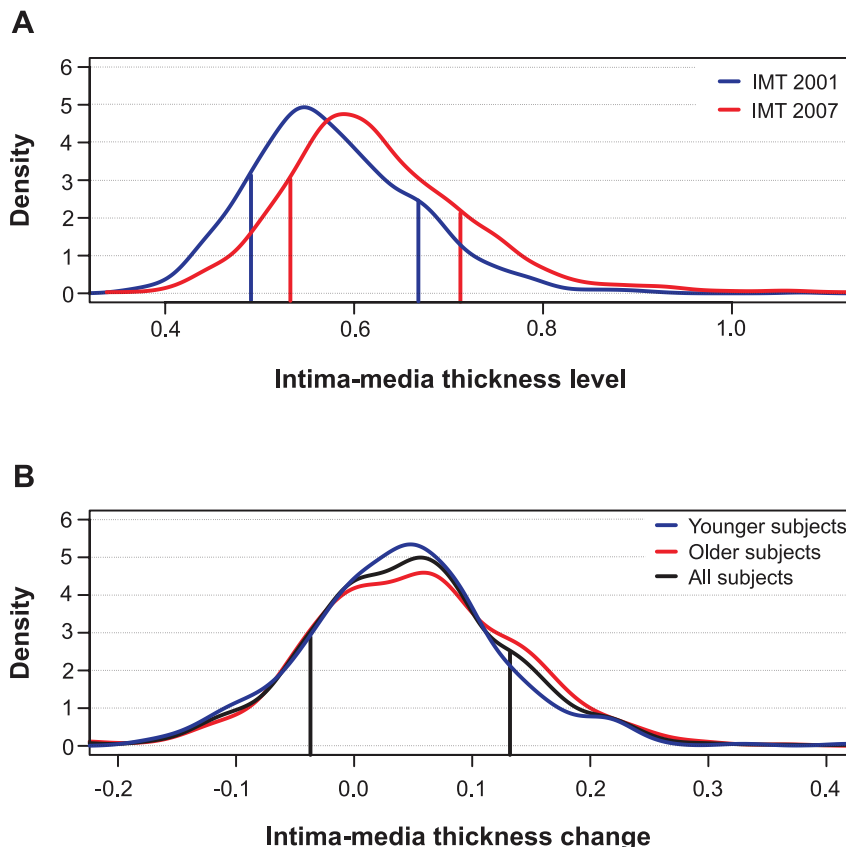 A
Density
6
5
4
3
2
1
0
IMT 2001
IMT 2007
0.4 0.6 0.8 1.0
Intima-media thickness level
B
Density
6
5
4
3
2
1
0
Younger subjects
Older subjects
All subjects
-0.2 -0.1 0.0 0.1 0.2 0.3 0.4
Intima-media thickness change